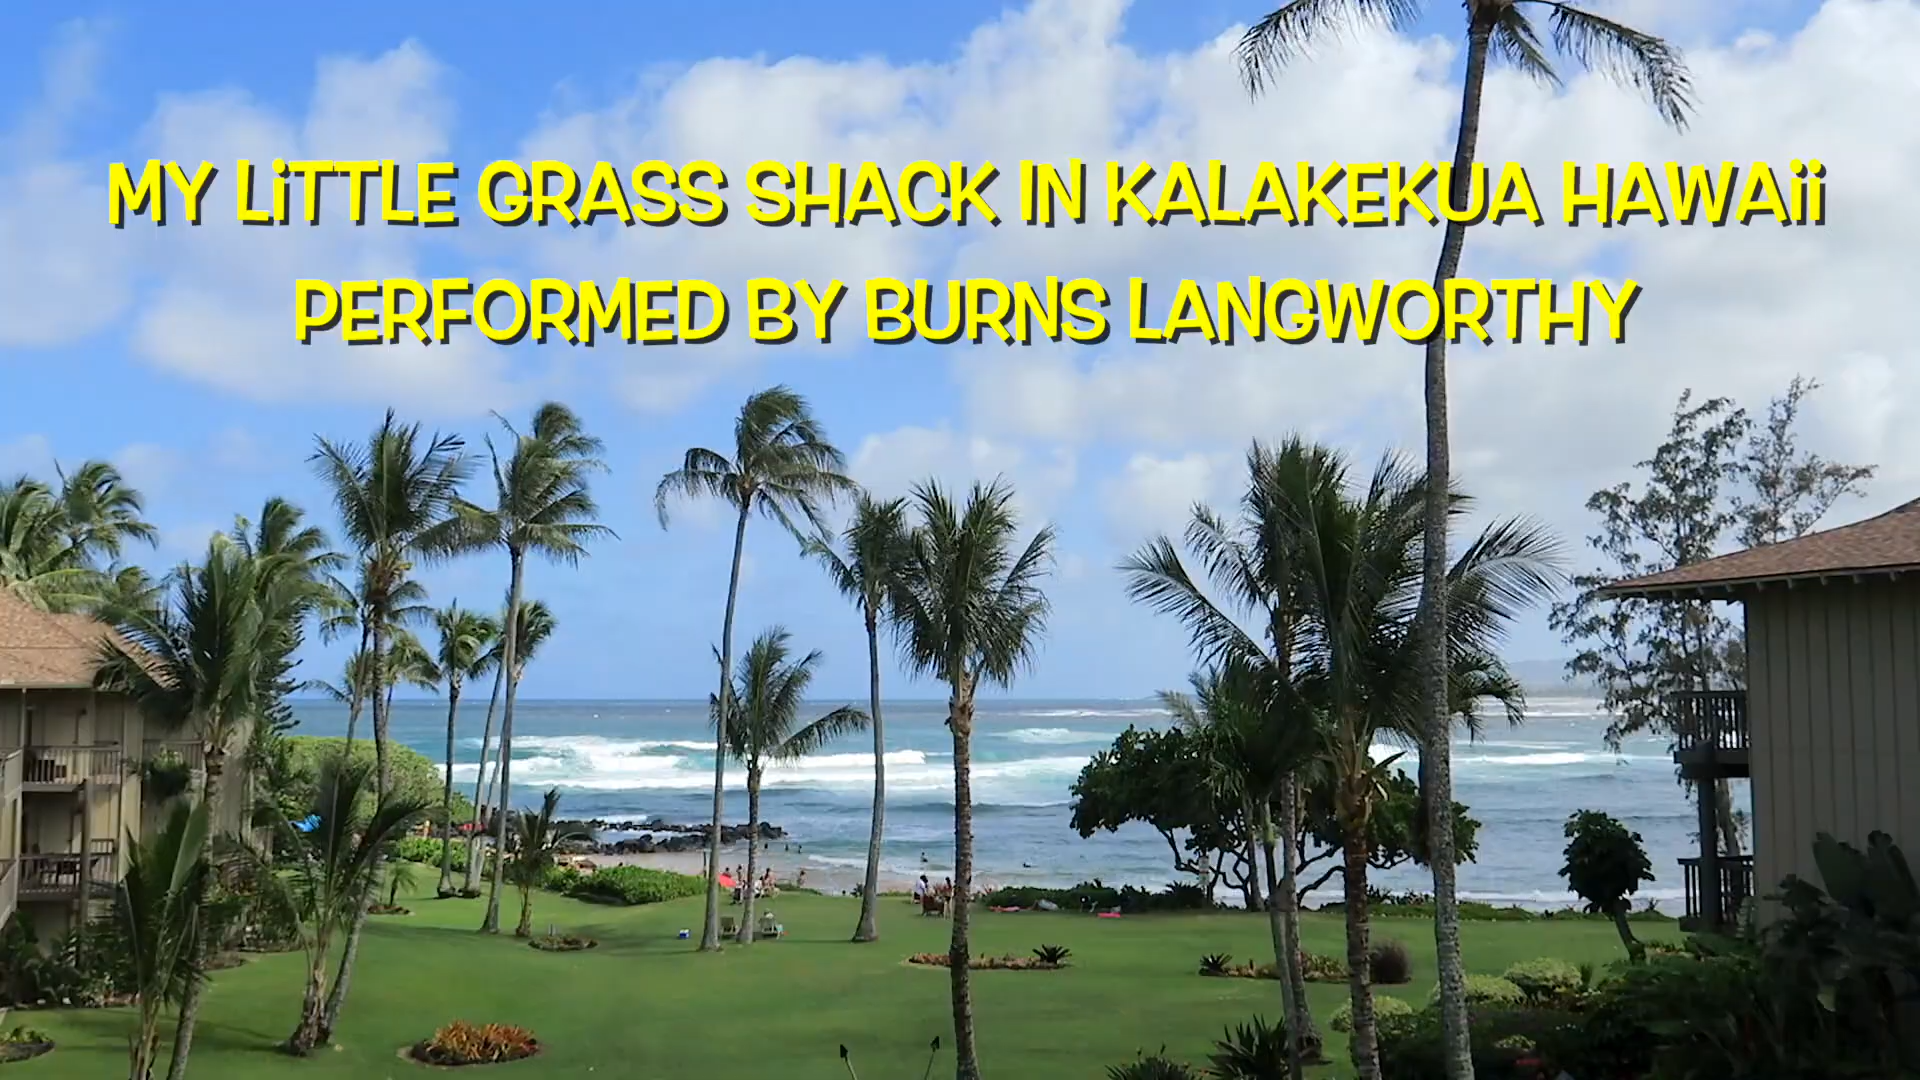 MY LiTTLE GRASS SHACK IN KALAKEKUA HAWAii
PERFORMED BY BURNS LANGWORTHY